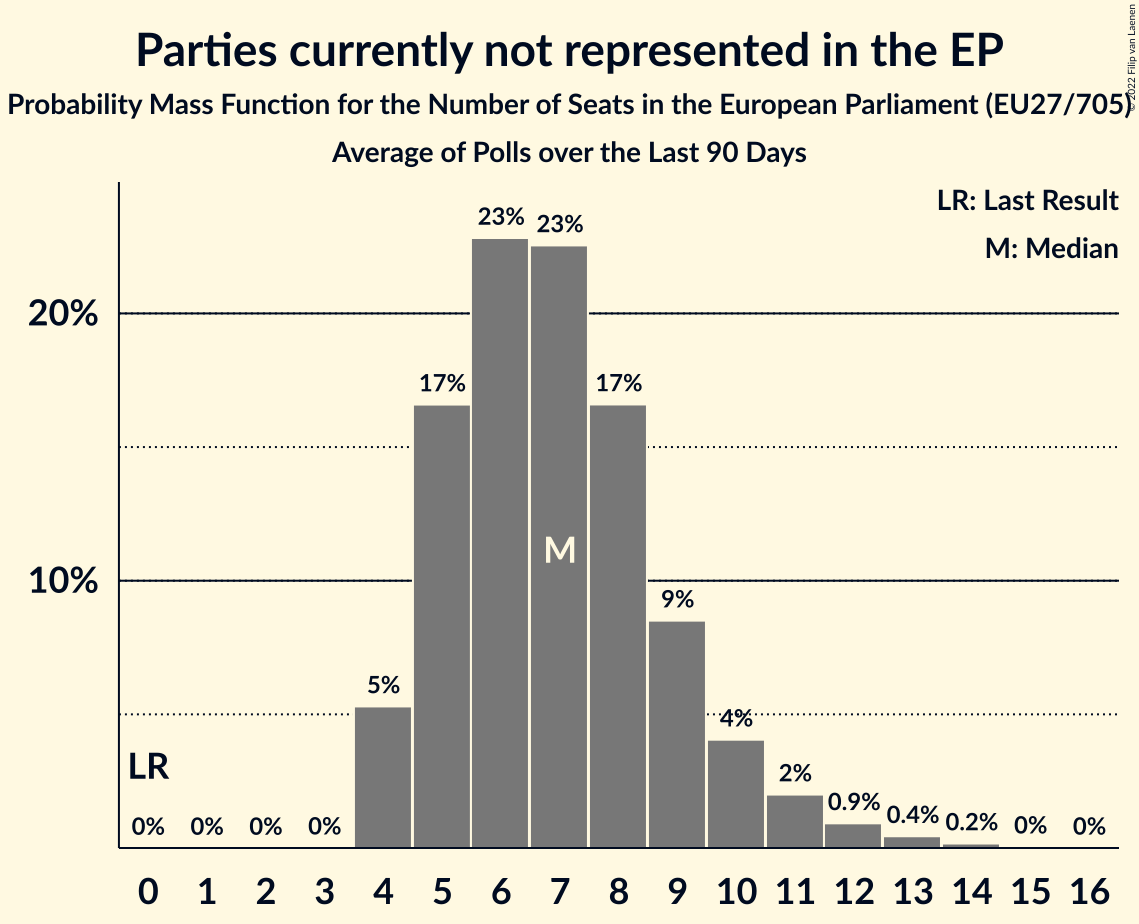 Parties currently not represented in the EP
Probability Mass Function for the Number of Seats in the European Parliament (EU27/705)
Average of Polls over the Last 90 Days
© 2022 Filip van Laenen
LR: Last Result
M: Median
23% 23%
20%
17% 17%
M
10%
9%
5%
4%
LR
2%
0.9% 0.4% 0.2%
0% 0% 0% 0% 0% 0%
0 1 2 3 4 5 6 7 8 9 10 11 12 13 14 15 16